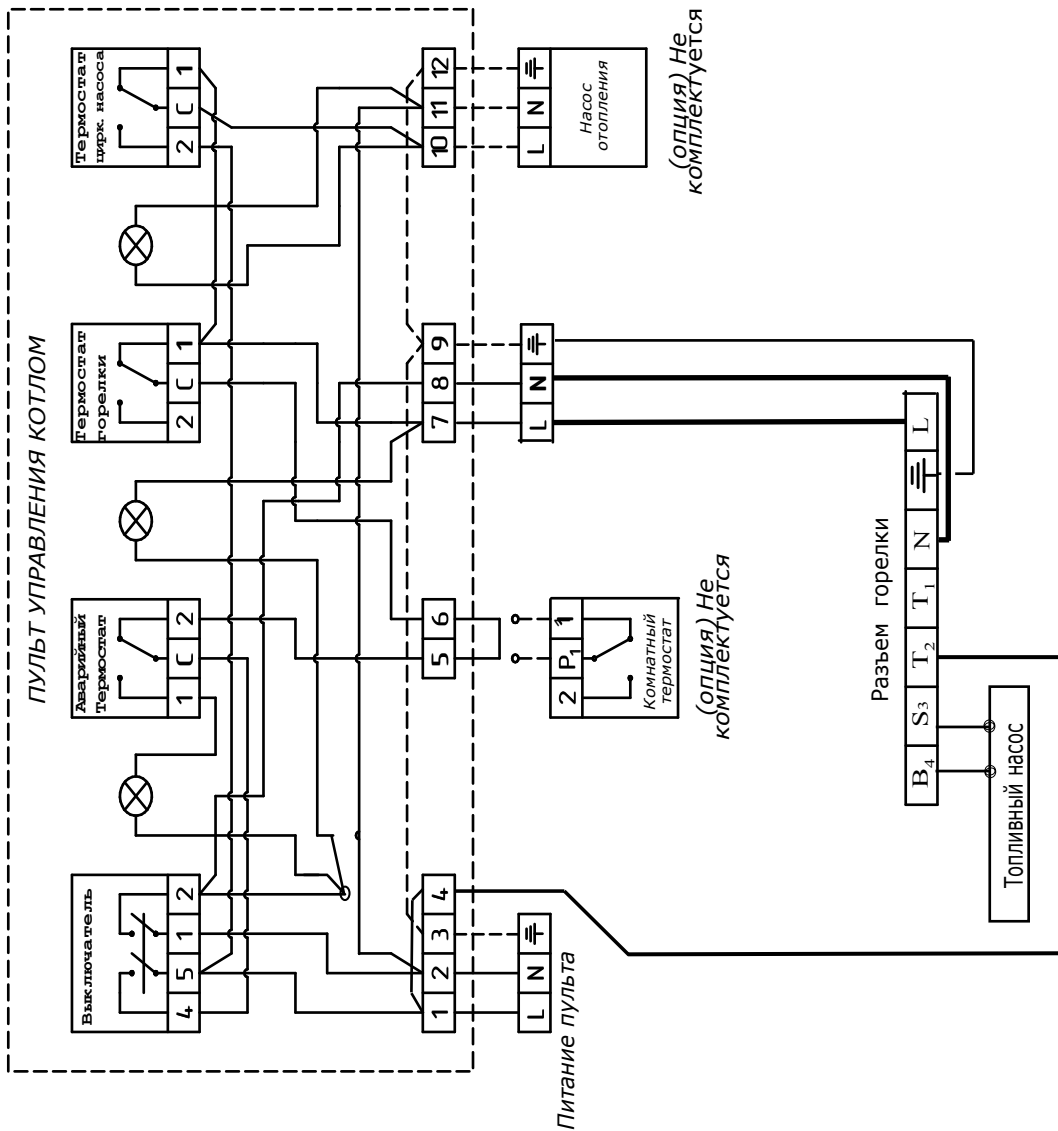 ПУЛЬТ УПРАВЛЕНИЯ КОТЛОМ
Выключатель
4 5 1 2
Аварийный
Термостат
1 С 2
Термостат
горелки
2 С 1
Термостат
цирк. насоса
2 С 1
1 2 3 4
5 6
7 8 9
10 11 12
L N
Питание пульта
2 P1 1
Комнатный
термостат
(опция) Не
комплектуется
L N
L N
Насос
отопления
(опция) Не
комплектуется
Разъем горелки
B4 S3 T2 T1 N L
Топливный насос